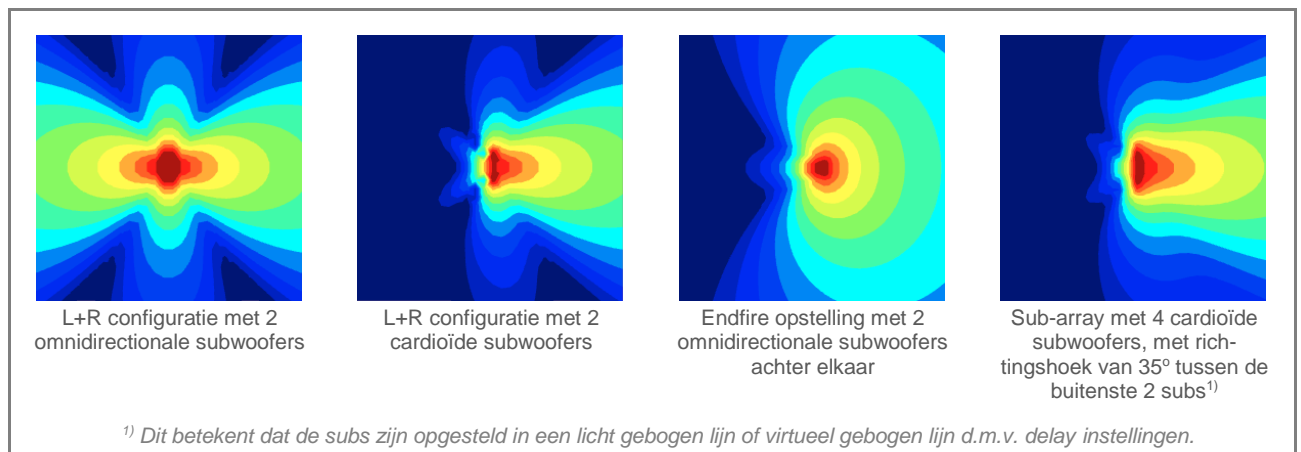 L+R configuratie met 2
omnidirectionale subwoofers
L+R configuratie met 2
cardioïde subwoofers
Endfire opstelling met 2
omnidirectionale subwoofers
achter elkaar
Sub-array met 4 cardioïde
subwoofers, met rich-
tingshoek van 35º tussen de
buitenste 2 subs¹⁾
¹⁾ Dit betekent dat de subs zijn opgesteld in een licht gebogen lijn of virtueel gebogen lijn d.m.v. delay instellingen.